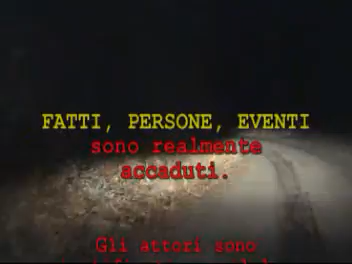 FATTI, PERSONE, EVENTI
sono realmente
accaduti.
Gli attori sono